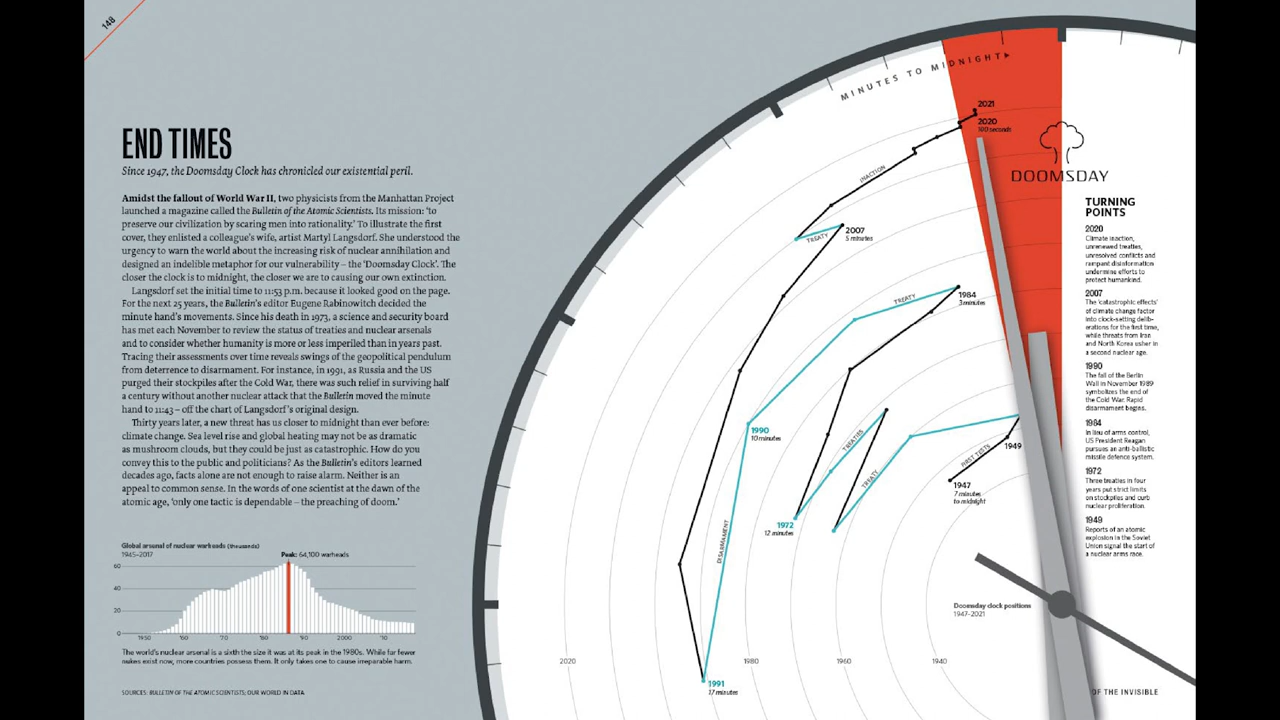 148
END TIMES
Since 1947, the Doomsday Clock has chronicled our existential peril.
Amidst the fallout of World War II, two physicists from the Manhattan Project
launched a magazine called the Bulletin of the Atomic Scientists. Its mission: ‘to
preserve our civilization by scaring men into rationality.’ To illustrate the first
cover, they enlisted a colleague’s wife, artist Martyl Langsdorf. She understood the
urgency to warn the world about the increasing risk of nuclear annihilation and
designed an indelible metaphor for our vulnerability – the ‘Doomsday Clock’. The
closer the clock is to midnight, the closer we are to causing our own extinction.
Langsdorf set the initial time to 11:53 p.m. because it looked good on the page.
For the next 25 years, the Bulletin’s editor Eugene Rabinowitch decided the
minute hand’s movements. Since his death in 1973, a science and security board
has met each November to review the status of treaties and nuclear arsenals
and to consider whether humanity is more or less imperiled than in years past.
Tracing their assessments over time reveals swings of the geopolitical pendulum
from deterrence to disarmament. For instance, in 1991, as Russia and the US
purged their stockpiles after the Cold War, there was such relief in surviving half
a century without another nuclear attack that the Bulletin moved the minute
hand to 11:43 – off the chart of Langsdorf’s original design.
Thirty years later, a new threat has us closer to midnight than ever before:
climate change. Sea level rise and global heating may not be as dramatic
as mushroom clouds, but they could be just as catastrophic. How do you
convey this to the public and politicians? As the Bulletin’s editors learned
decades ago, facts alone are not enough to raise alarm. Neither is an
appeal to common sense. In the words of one scientist at the dawn of the
atomic age, ‘only one tactic is dependable – the preaching of doom.’
Global arsenal of nuclear warheads (thousands)
1945–2017
Peak: 64,100 warheads
60
40
20
0
1950 '60 '70 '80 '90 2000 '10
The world’s nuclear arsenal is a sixth the size it was at its peak in the 1980s. While far fewer
nukes exist now, more countries possess them. It only takes one to cause irreparable harm.
SOURCES: BULLETIN OF THE ATOMIC SCIENTISTS; OUR WORLD IN DATA
MINUTES TO MIDNIGHT
2021
2020
100 seconds
INACTION
TREATY
2007
5 minutes
TREATY
1984
3 minutes
1990
10 minutes
TREATIES
TREATY
1972
12 minutes
FIRST TESTS
1949
1947
7 minutes
to midnight
DISARMAMENT
1991
17 minutes
Doomsday clock positions
1947–2021
2020 1980 1960 1940
DOOMSDAY
TURNING
POINTS
2020
Climate inaction,
unrenewed treaties,
unresolved conflicts and
rampant disinformation
undermine efforts to
protect humanity.
2007
The ‘catastrophic effects’
of climate change factor
into clock-setting delib-
erations for the first time,
while threats from Iran
and North Korea usher in
a second nuclear age.
1990
The fall of the Berlin
Wall in November 1989
symbolizes the end of
the Cold War. Rapid
disarmament begins.
1984
In lieu of arms control,
US President Reagan
pursues an anti-ballistic
missile defence system.
1972
Three treaties in four
years put strict limits
on stockpiles and curb
nuclear proliferation.
1949
Reports of an atomic
explosion in the Soviet
Union signal the start of
a nuclear arms race.
OF THE INVISIBLE